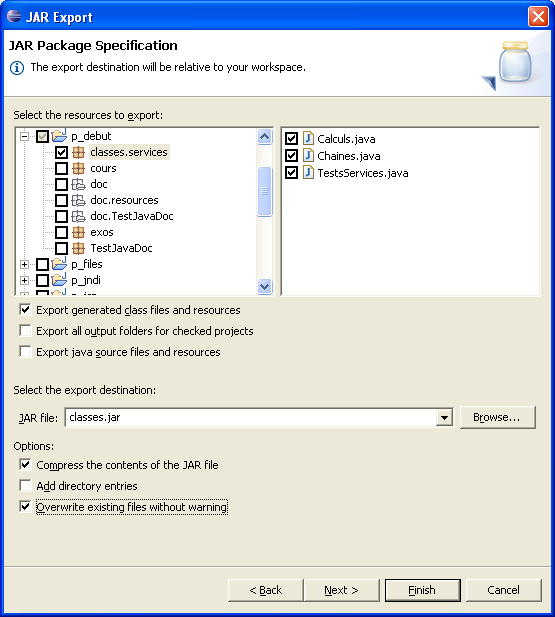 JAR Export
JAR Package Specification
The export destination will be relative to your workspace.
Select the resources to export:
p_debut
classes.services
cours
doc
doc.resources
doc.TestJavaDoc
exos
TestJavaDoc
p_files
p_jndi
Calculs.java
Chaines.java
TestsServices.java
Export generated class files and resources
Export all output folders for checked projects
Export java source files and resources
Select the export destination:
JAR file: classes.jar Browse...
Options:
Compress the contents of the JAR file
Add directory entries
Overwrite existing files without warning
< Back Next > Finish Cancel